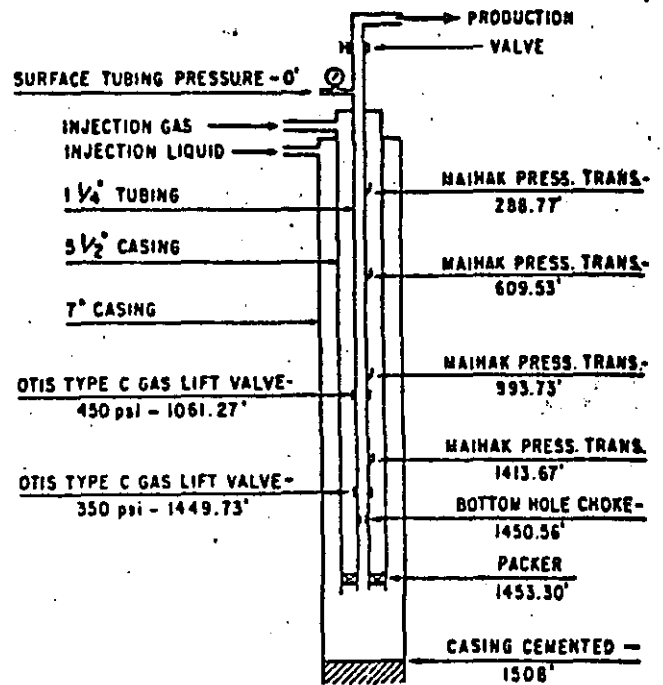 PRODUCTION
VALVE
SURFACE TUBING PRESSURE - 0'
INJECTION GAS
INJECTION LIQUID
1 1/4" TUBING
5 1/2" CASING
7" CASING
OTIS TYPE C GAS LIFT VALVE-
450 psi - 1061.27'
OTIS TYPE C GAS LIFT VALVE-
350 psi - 1449.73'
MAIHAK PRESS. TRANS.-
288.77'
MAIHAK PRESS. TRANS.-
609.53'
MAIHAK PRESS. TRANS.-
993.73'
MAIHAK PRESS. TRANS.
1413.67'
BOTTOM HOLE CHOKE-
1450.56'
PACKER
1453.30'
CASING CEMENTED -
1508'